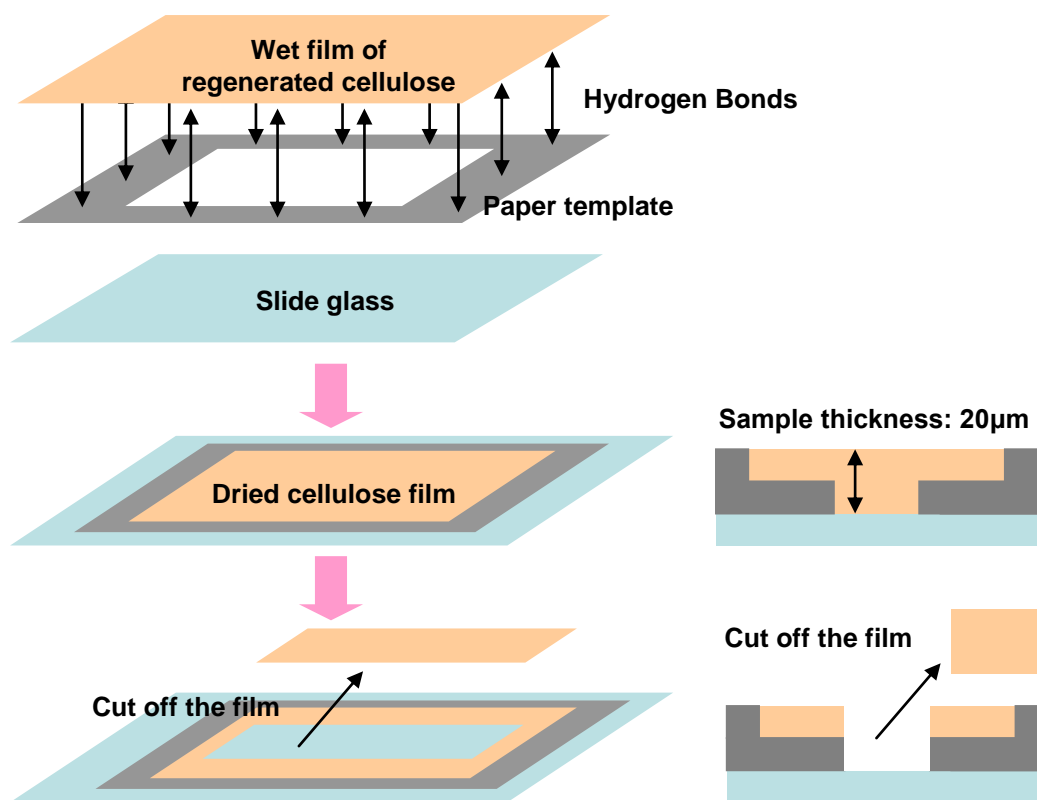 Wet film of
regenerated cellulose
Hydrogen Bonds
Paper template
Slide glass
Sample thickness: 20μm
Dried cellulose film
Cut off the film
Cut off the film